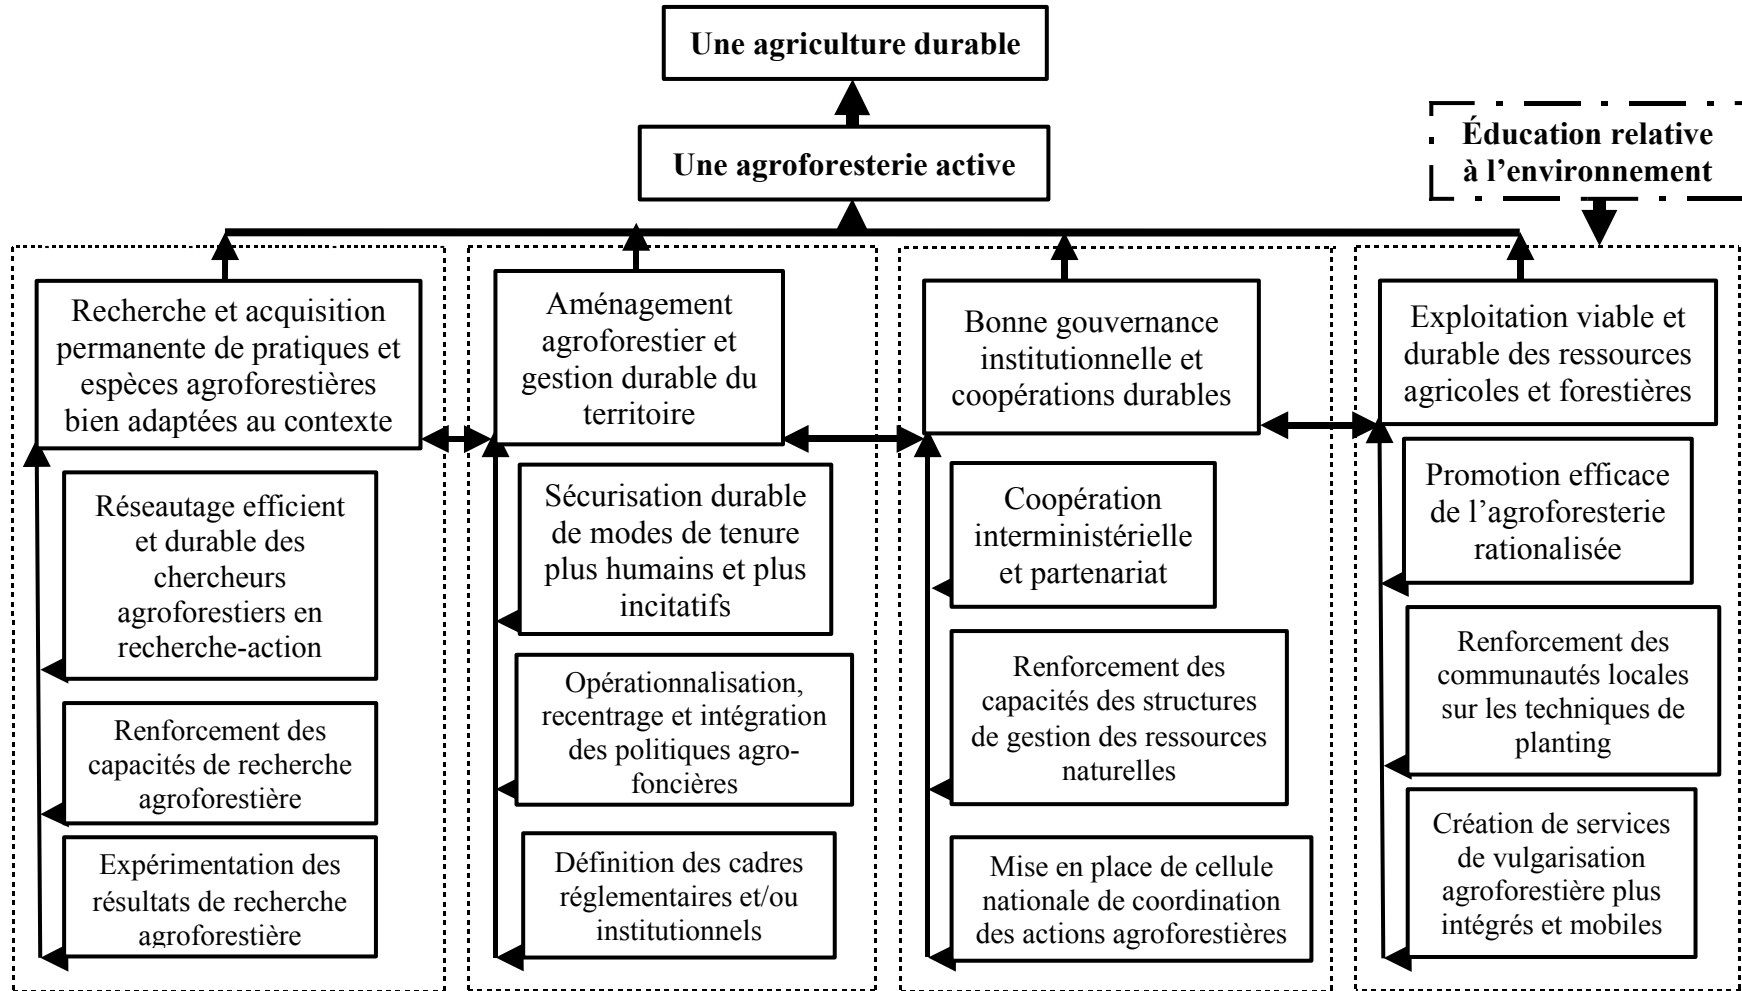 Une agriculture durable
Une agroforesterie active
Éducation relative
à l’environnement
Recherche et acquisition
permanente de pratiques et
espèces agroforestières
bien adaptées au contexte
Réseautage efficient
et durable des
chercheurs
agroforestiers en
recherche-action
Renforcement des
capacités de recherche
agroforestière
Expérimentation des
résultats de recherche
agroforestière
Aménagement
agroforestier et
gestion durable du
territoire
Sécurisation durable
de modes de tenure
plus humains et plus
incitatifs
Opérationnalisation,
recentrage et intégration
des politiques agro-
foncières
Définition des cadres
réglementaires et/ou
institutionnels
Bonne gouvernance
institutionnelle et
coopérations durables
Coopération
interministérielle
et partenariat
Renforcement des
capacités des structures
de gestion des ressources
naturelles
Mise en place de cellule
nationale de coordination
des actions agroforestières
Exploitation viable et
durable des ressources
agricoles et forestières
Promotion efficace
de l’agroforesterie
rationalisée
Renforcement des
communautés locales
sur les techniques de
planting
Création de services
de vulgarisation
agroforestière plus
intégrés et mobiles